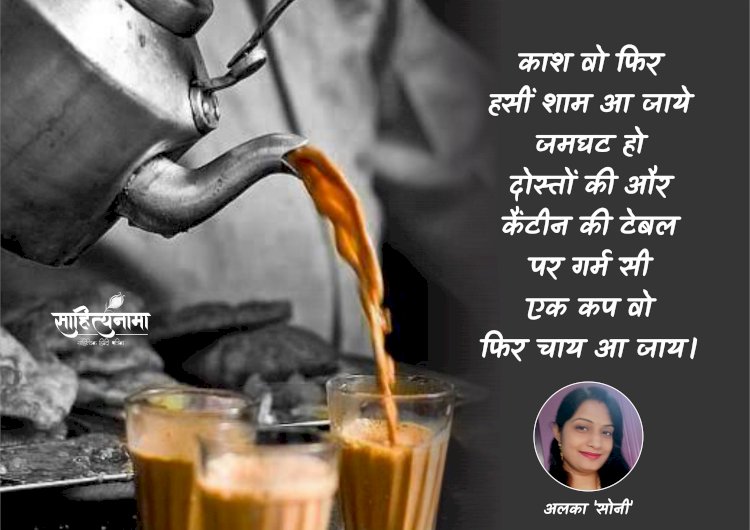 काश वो फिर
हसीं शाम आ जाये
जमघट हो
दोस्तों की और
कैंटीन की टेबल
पर गर्म सी
एक कप वो
फिर चाय आ जाय।
साहित्यनामा
अलका 'सोनी'